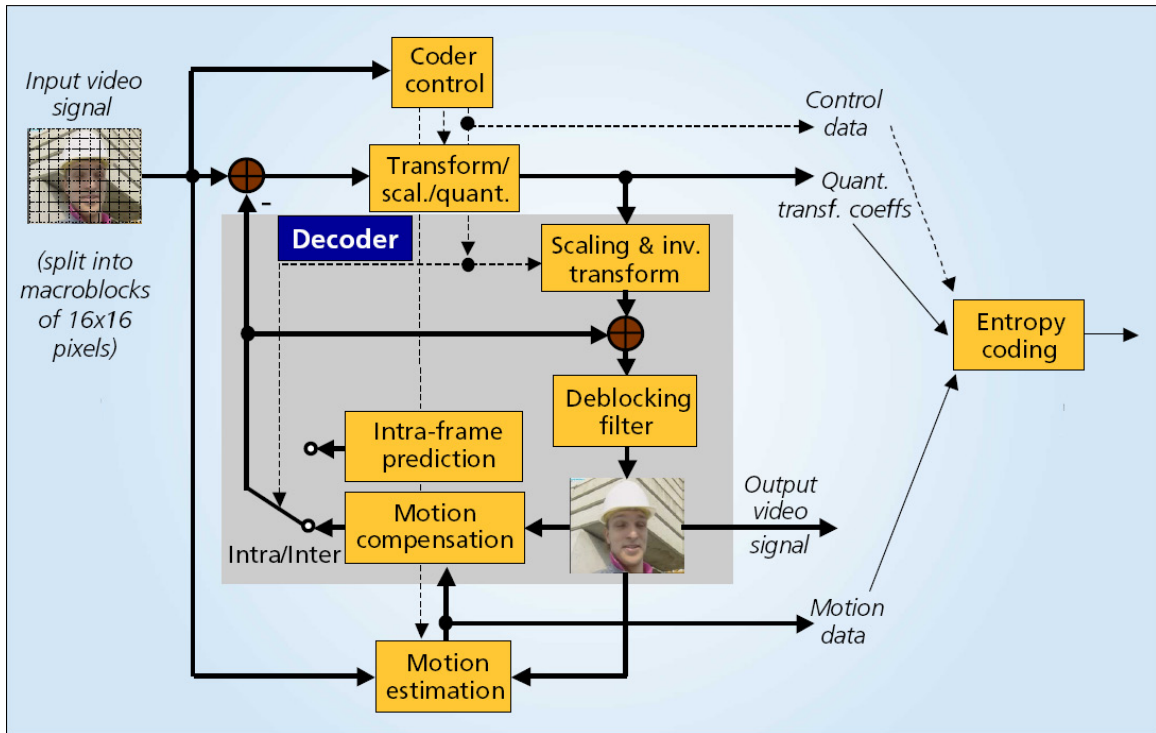 Input video
signal
(split into
macroblocks
of 16x16
pixels)
Coder
control
Transform/
scal./quant.
-
Decoder
Scaling & inv.
transform
Deblocking
filter
Intra-frame
prediction
Motion
compensation
Intra/Inter
Motion
estimation
Control
data
Quant.
transf. coeffs
Entropy
coding
Output
video
signal
Motion
data